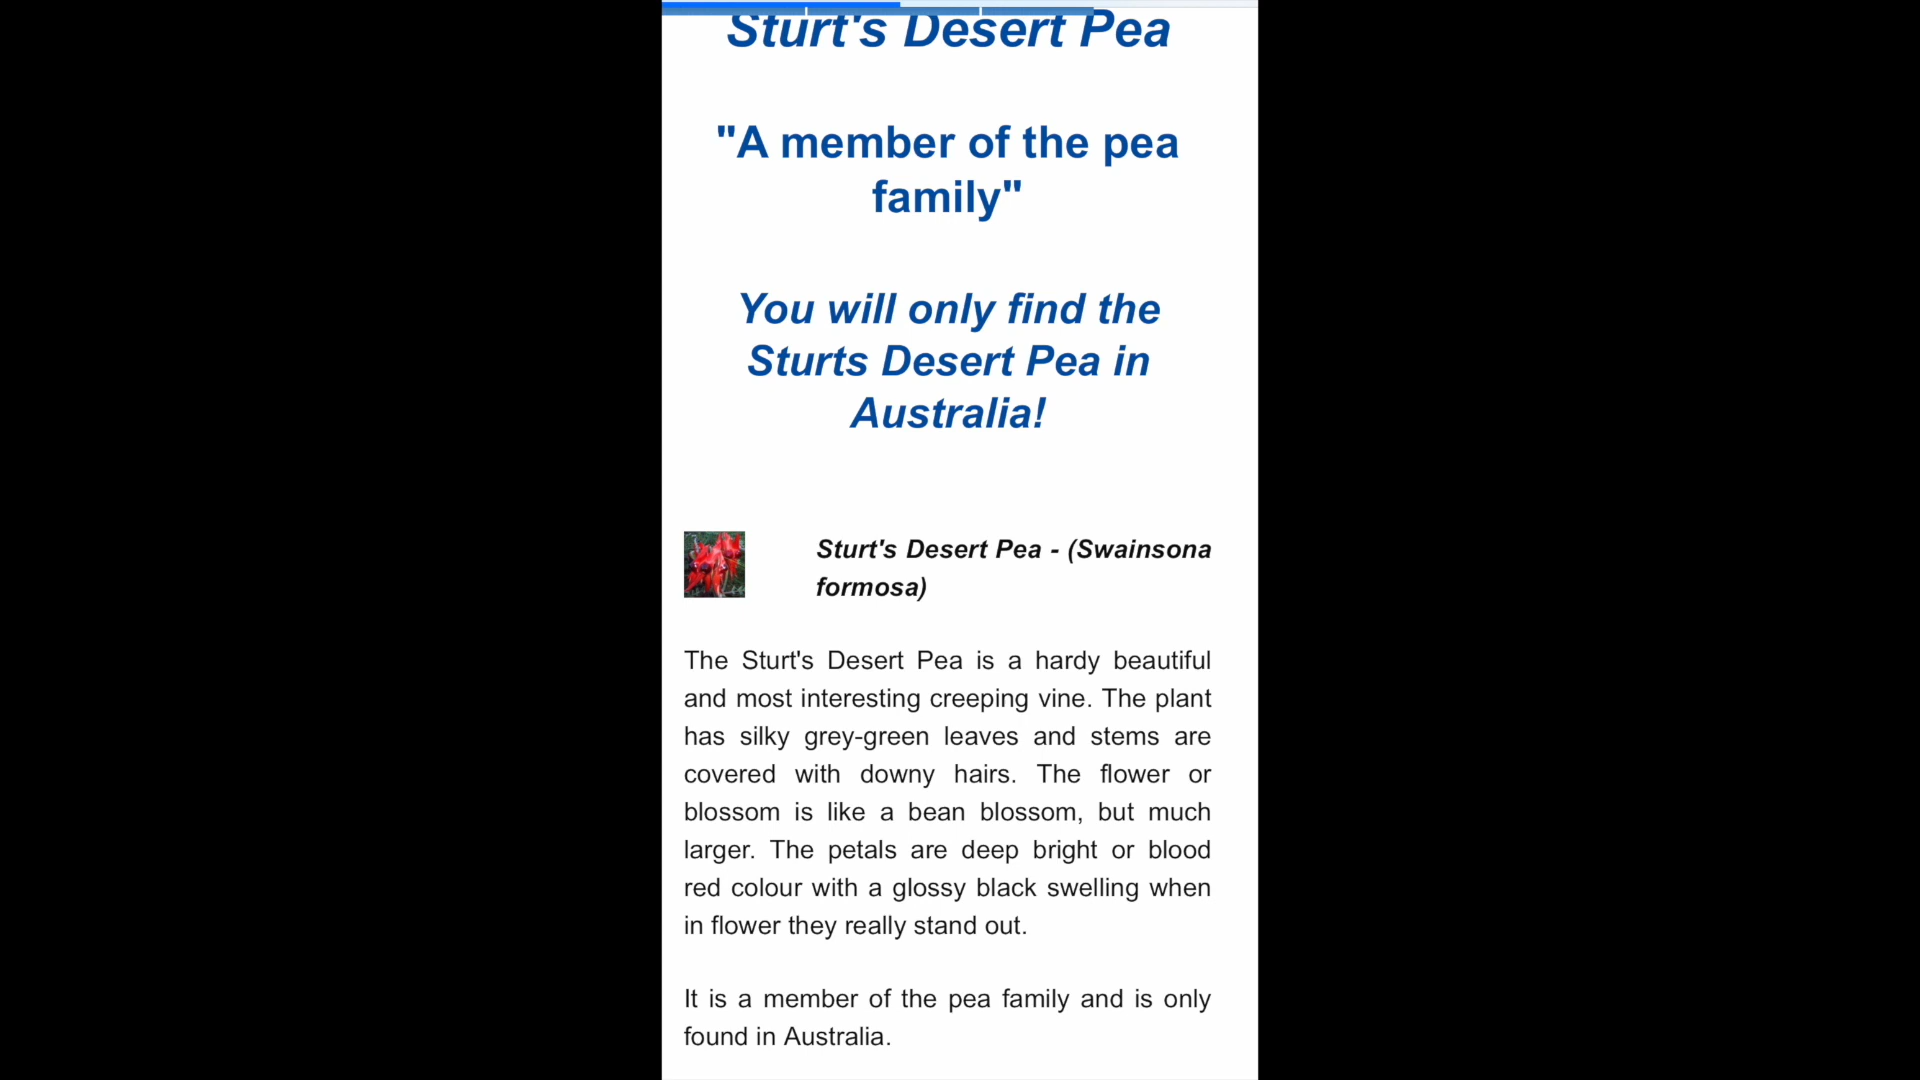 Sturt's Desert Pea
"A member of the pea
family"
You will only find the
Sturts Desert Pea in
Australia!
Sturt's Desert Pea - (Swainsona
formosa)
The Sturt's Desert Pea is a hardy beautiful
and most interesting creeping vine. The plant
has silky grey-green leaves and stems are
covered with downy hairs. The flower or
blossom is like a bean blossom, but much
larger. The petals are deep bright or blood
red colour with a glossy black swelling when
in flower they really stand out.
It is a member of the pea family and is only
found in Australia.